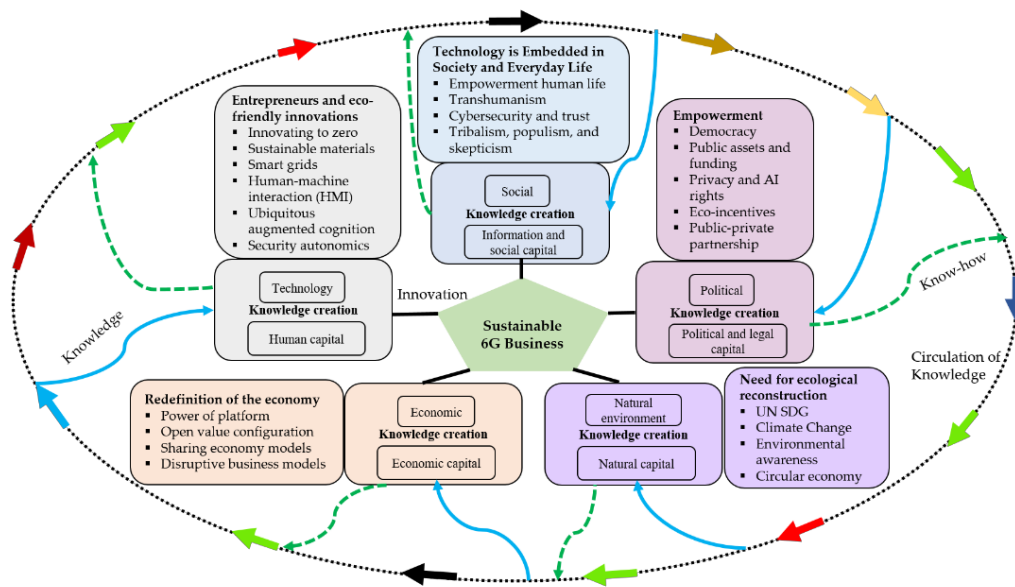 Technology is Embedded in
Society and Everyday Life
▪ Empowerment human life
▪ Transhumanism
▪ Cybersecurity and trust
▪ Tribalism, populism, and
skepticism
Entrepreneurs and eco-
friendly innovations
▪ Innovating to zero
▪ Sustainable materials
▪ Smart grids
▪ Human-machine
interaction (HMI)
▪ Ubiquitous
augmented cognition
▪ Security autonomics
Empowerment
▪ Democracy
▪ Public assets and
funding
▪ Privacy and AI
rights
▪ Eco-incentives
▪ Public-private
partnership
Social
Knowledge creation
Information and
social capital
Technology
Knowledge creation
Human capital
Innovation
Sustainable
6G Business
Political
Knowledge creation
Political and legal
capital
Know-how
Knowledge
Circulation of
Knowledge
Redefinition of the economy
▪ Power of platform
▪ Open value configuration
▪ Sharing economy models
▪ Disruptive business models
Economic
Knowledge creation
Economic capital
Natural
environment
Knowledge creation
Natural capital
Need for ecological
reconstruction
▪ UN SDG
▪ Climate Change
▪ Environmental
awareness
▪ Circular economy